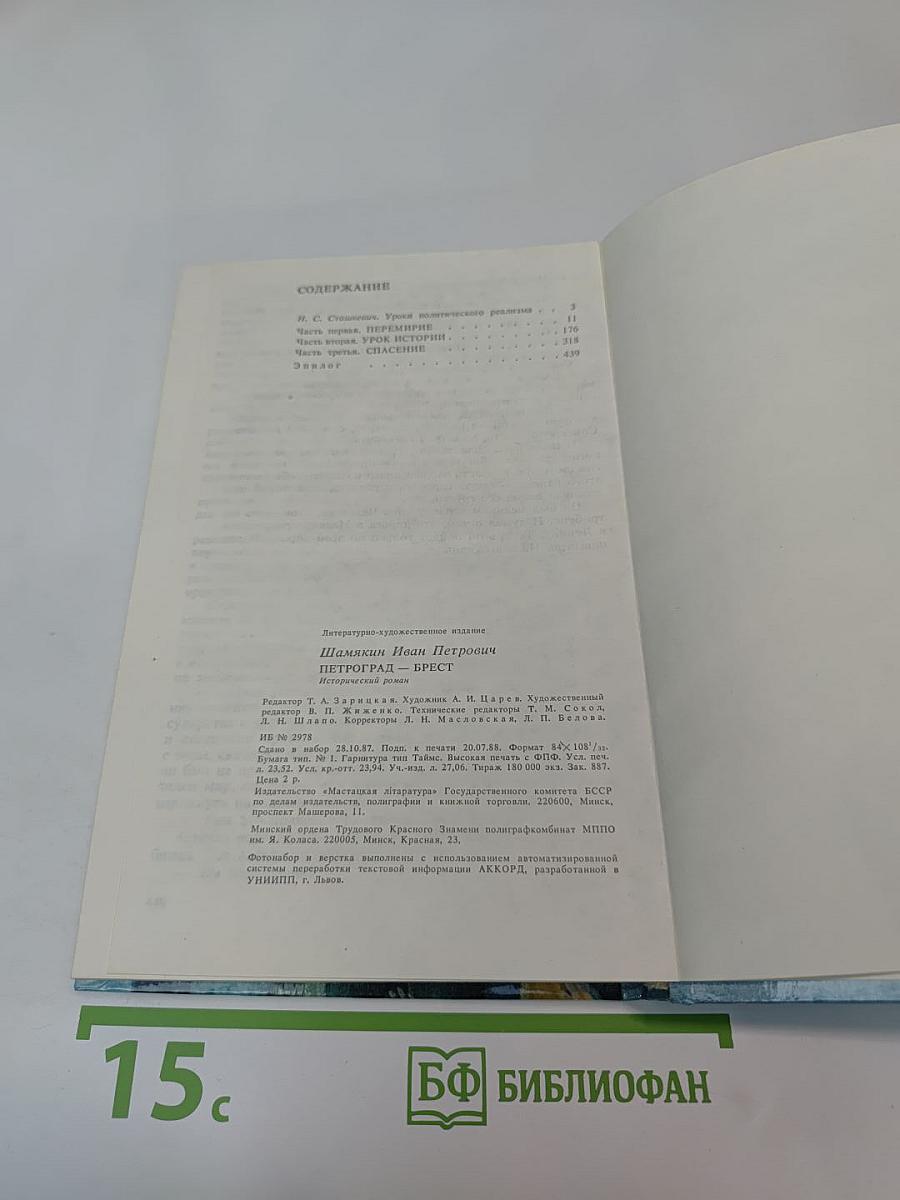 СОДЕРЖАНИЕ
Н. С. Сташкевич. Уроки политического реализма . . 3
Часть первая. ПЕРЕМИРИЕ . . . . . . . . . 11
Часть вторая. УРОК ИСТОРИИ . . . . . . . . . 176
Часть третья. СПАСЕНИЕ . . . . . . . . . 318
Эпилог . . . . . . . . . . . . . . 439
Литературно-художественное издание
Шамякин Иван Петрович
ПЕТРОГРАД — БРЕСТ
Исторический роман
Редактор Т. А. Зарицкая. Художник А. И. Царев. Художественный
редактор В. П. Жиженко. Технические редакторы Т. М. Сокол,
Л. Н. Шлапо. Корректоры Л. Н. Масловская, Л. П. Белова.
ИБ № 2978
Сдано в набор 28.10.87. Подп. к печати 20.07.88. Формат 84×108¹/₃₂.
Бумага тип. № 1. Гарнитура тип Таймс. Высокая печать с ФПФ. Усл. печ.
л. 23,52. Усл. кр.-отт. 23,94. Уч.-изд. л. 27,06. Тираж 180 000 экз. Зак. 887.
Цена 2 р.
Издательство «Мастацкая літаратура» Государственного комитета БССР
по делам издательств, полиграфии и книжной торговли. 220600, Минск,
проспект Машерова, 11.
Минский ордена Трудового Красного Знамени полиграфкомбинат МППО
им. Я. Коласа. 220005, Минск, Красная, 23.
Фотонабор и верстка выполнены с использованием автоматизированной
системы переработки текстовой информации АККОРД, разработанной в
УНИИПП, г. Львов.
15 с
БФ БИБЛИОФАН